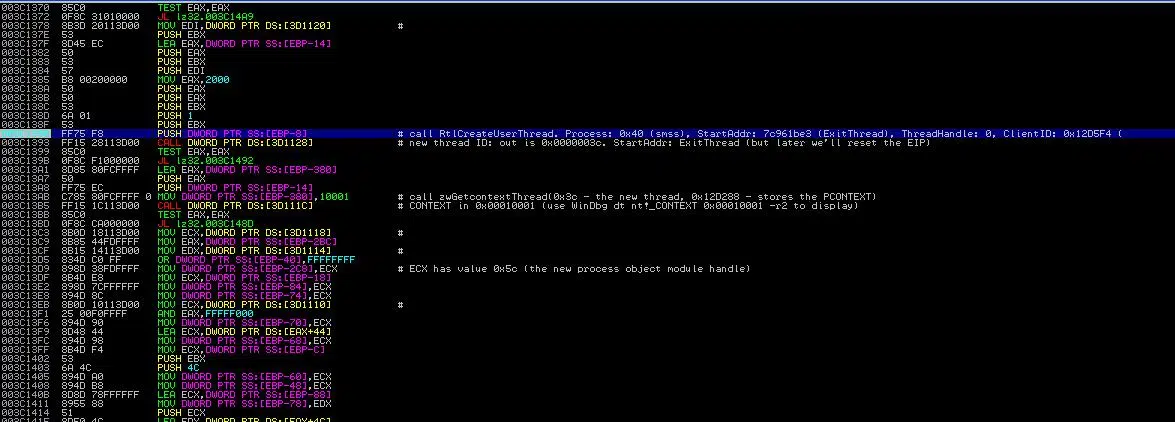 003C1370 85C0 TEST EAX,EAX
003C1372 0F8C 31010000 JL lz32.003C14A9
003C1378 8B3D 20113D00 MOV EDI,DWORD PTR DS:[3D1120] #
003C137E 53 PUSH EBX
003C137F 8D45 EC LEA EAX,DWORD PTR SS:[EBP-14]
003C1382 50 PUSH EAX
003C1383 53 PUSH EBX
003C1384 57 PUSH EDI
003C1385 B8 00200000 MOV EAX,2000
003C138A 50 PUSH EAX
003C138B 50 PUSH EAX
003C138C 53 PUSH EBX
003C138D 6A 01 PUSH 1
003C138F 53 PUSH EBX
FF75 F8 PUSH DWORD PTR SS:[EBP-8] # call RtlCreateUserThread. Process: 0x40 (smss), StartAddr: 7c961be3 (ExitThread), ThreadHandle: 0, ClientID: 0x12D5F4 (
003C1393 FF15 28113D00 CALL DWORD PTR DS:[3D1128] # new thread ID: out is 0x0000003c. StartAddr: ExitThread (but later we'll reset the EIP)
003C1399 85C0 TEST EAX,EAX
003C139B 0F8C F1000000 JL lz32.003C1492
003C13A1 8D85 80FCFFFF LEA EAX,DWORD PTR SS:[EBP-380]
003C13A7 50 PUSH EAX
003C13A8 FF75 EC PUSH DWORD PTR SS:[EBP-14]
003C13AB C785 80FCFFFF 0 MOV DWORD PTR SS:[EBP-380],10001 # call zwGetcontextThread(0x3c - the new thread, 0x12D288 - stores the PCONTEXT)
003C13B5 FF15 1C113D00 CALL DWORD PTR DS:[3D111C] # CONTEXT in 0x00010001 (use WinDbg dt nt!_CONTEXT 0x00010001 -r2 to display)
003C13BB 85C0 TEST EAX,EAX
003C13BD 0F8C CA000000 JL lz32.003C148D
003C13C3 8B0D 18113D00 MOV ECX,DWORD PTR DS:[3D1118] #
003C13C9 8B85 44FDFFFF MOV EAX,DWORD PTR SS:[EBP-2BC]
003C13CF 8B15 14113D00 MOV EDX,DWORD PTR DS:[3D1114] #
003C13D5 834D C0 FF OR DWORD PTR SS:[EBP-40],FFFFFFFF
003C13D9 898D 38FDFFFF MOV DWORD PTR SS:[EBP-2C8],ECX # ECX has value 0x5c (the new process object module handle)
003C13DF 8B4D E8 MOV ECX,DWORD PTR SS:[EBP-18]
003C13E2 898D 7CFFFFFF MOV DWORD PTR SS:[EBP-84],ECX
003C13E8 894D 8C MOV DWORD PTR SS:[EBP-74],ECX
003C13EB 8B0D 10113D00 MOV ECX,DWORD PTR DS:[3D1110] #
003C13F1 25 00F0FFFF AND EAX,FFFFF000
003C13F6 894D 90 MOV DWORD PTR SS:[EBP-70],ECX
003C13F9 8D48 44 LEA ECX,DWORD PTR DS:[EAX+44]
003C13FC 894D 98 MOV DWORD PTR SS:[EBP-68],ECX
003C13FF 8B4D F4 MOV ECX,DWORD PTR SS:[EBP-C]
003C1402 53 PUSH EBX
003C1403 6A 4C PUSH 4C
003C1405 894D A0 MOV DWORD PTR SS:[EBP-60],ECX
003C1408 894D B8 MOV DWORD PTR SS:[EBP-48],ECX
003C140B 8D8D 78FFFFFF LEA ECX,DWORD PTR SS:[EBP-88]
003C1411 8955 88 MOV DWORD PTR SS:[EBP-78],EDX
003C1414 51 PUSH ECX
003C1415 8D50 4C LEA EDX,DWORD PTR DS:[EAX+4C]